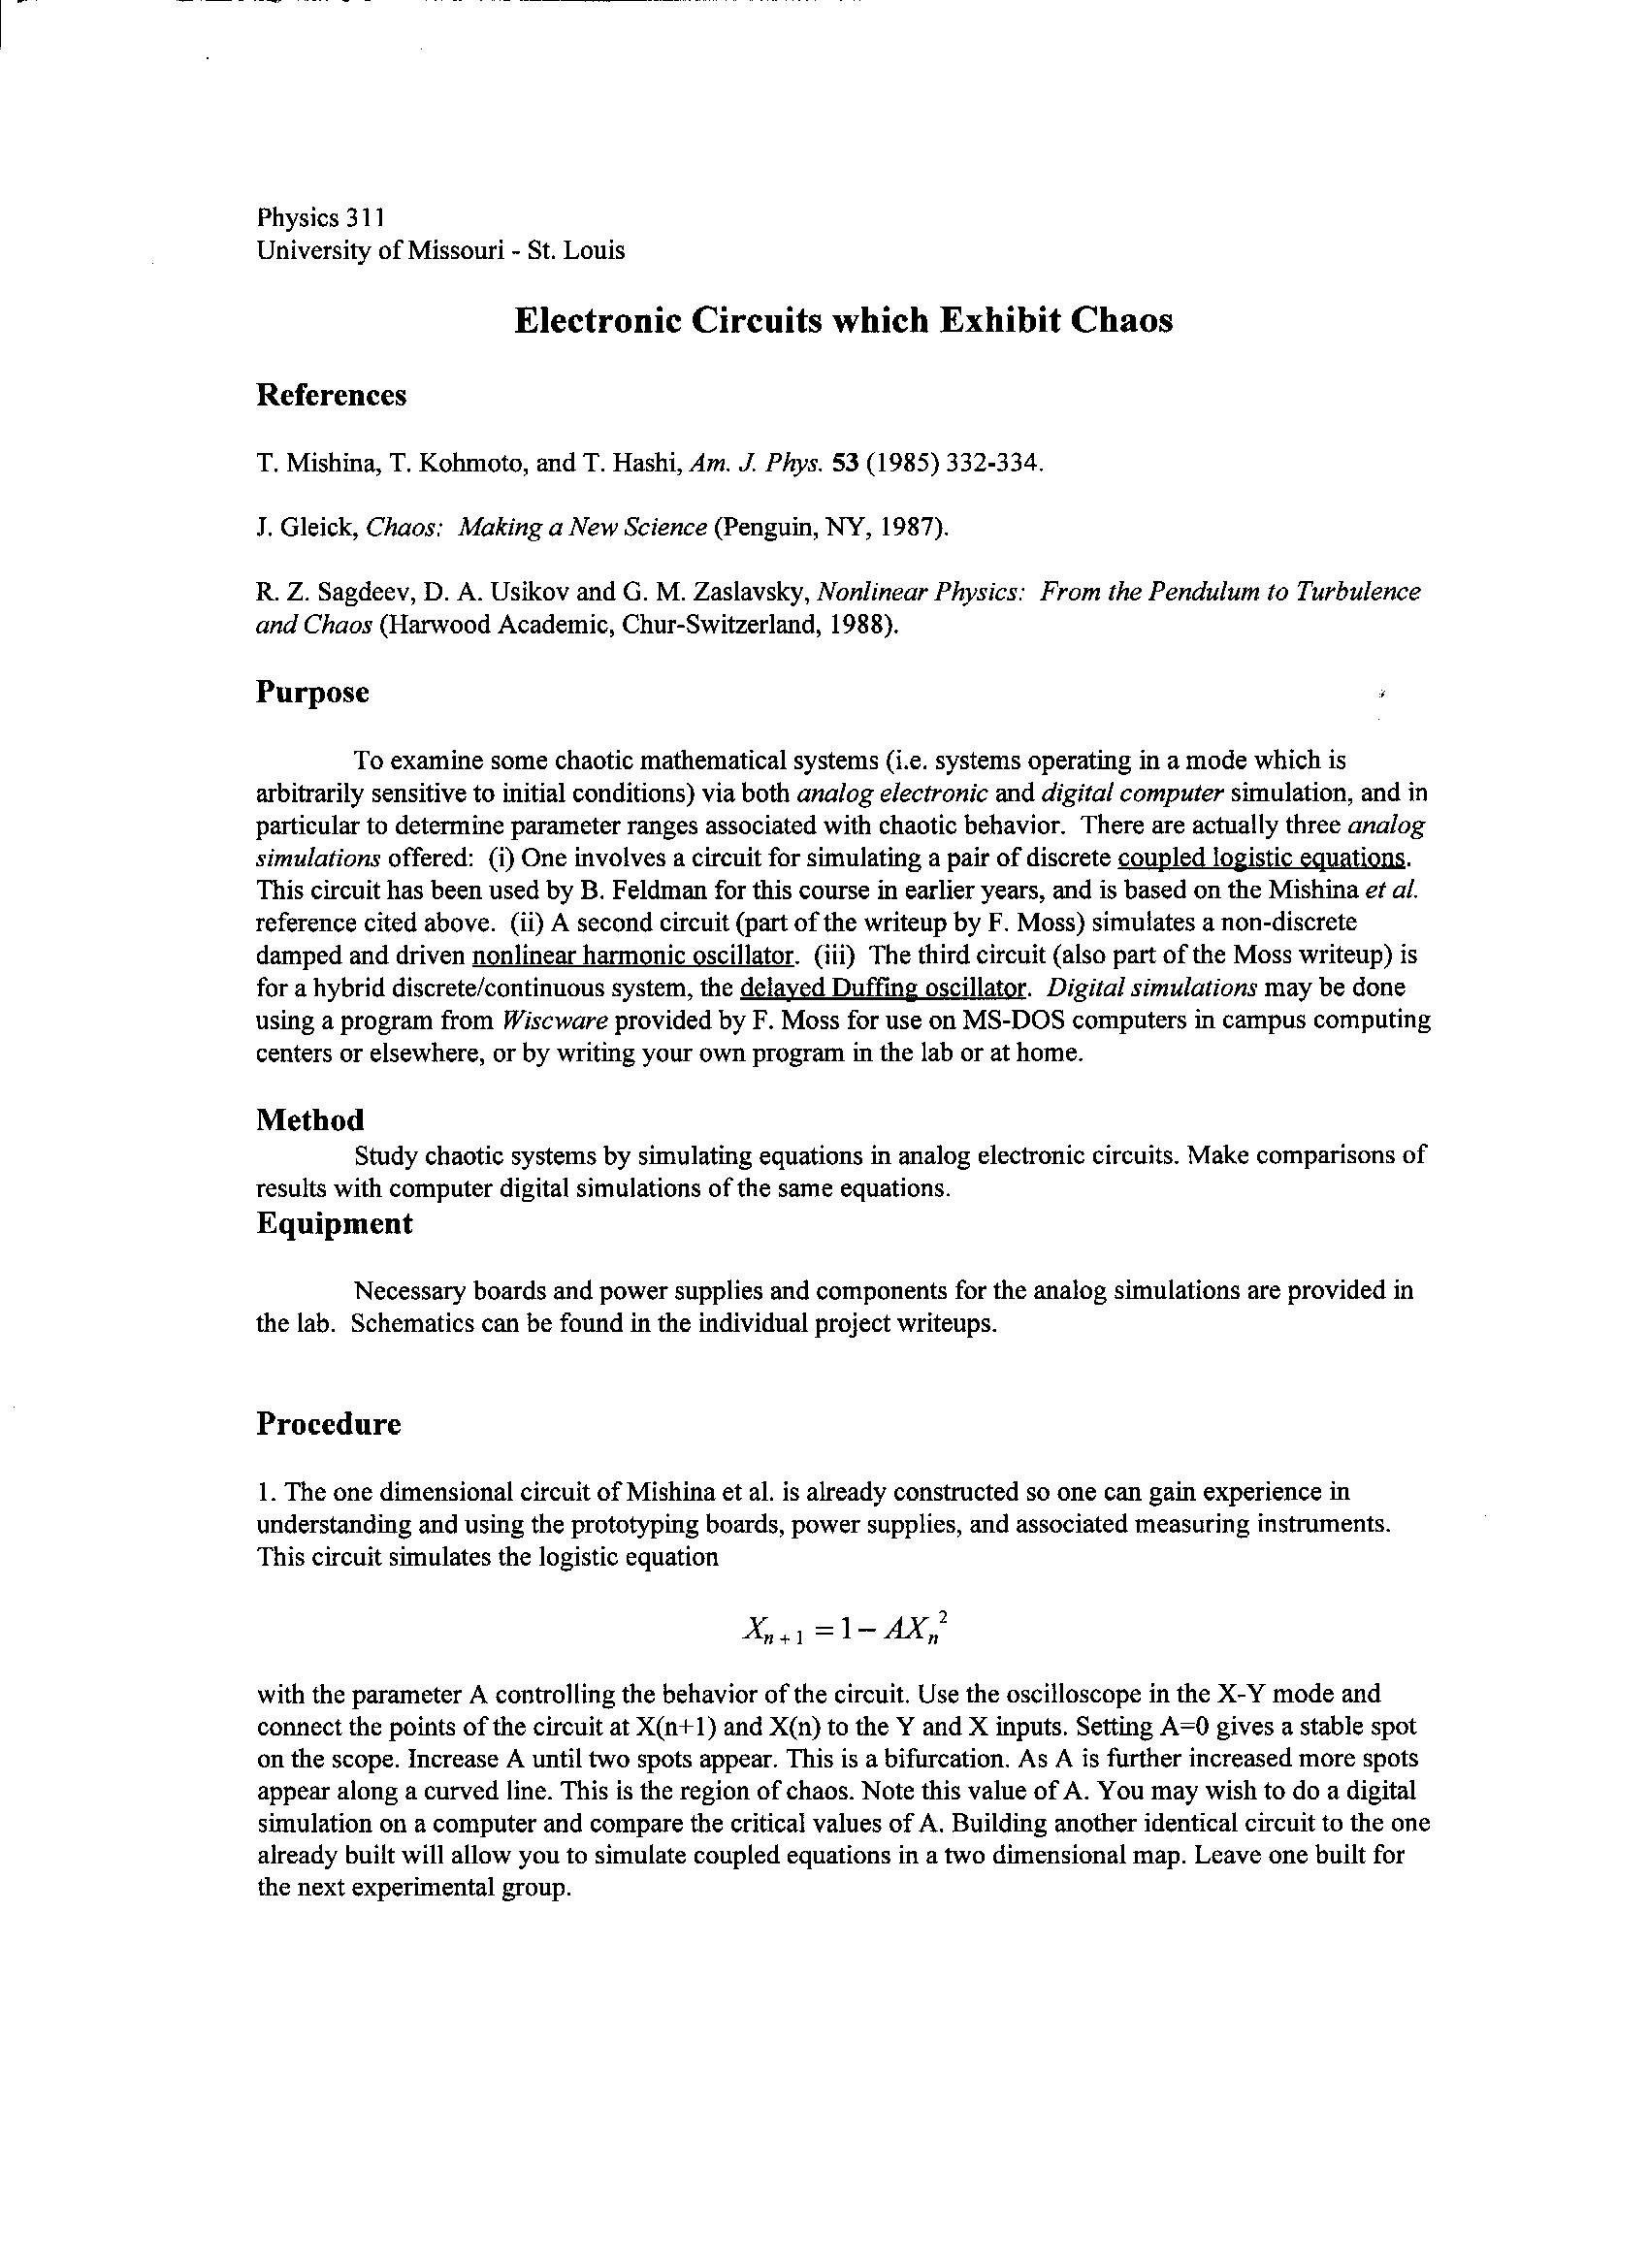 Physics 311
University of Missouri - St. Louis
Electronic Circuits which Exhibit Chaos
References
T. Mishina, T. Kohmoto, and T. Hashi, Am. J. Phys. 53 (1985) 332-334.
J. Gleick, Chaos: Making a New Science (Penguin, NY, 1987).
R. Z. Sagdeev, D. A. Usikov and G. M. Zaslavsky, Nonlinear Physics: From the Pendulum to Turbulence
and Chaos (Harwood Academic, Chur-Switzerland, 1988).
Purpose
To examine some chaotic mathematical systems (i.e. systems operating in a mode which is
arbitrarily sensitive to initial conditions) via both analog electronic and digital computer simulation, and in
particular to determine parameter ranges associated with chaotic behavior. There are actually three analog
simulations offered: (i) One involves a circuit for simulating a pair of discrete coupled logistic equations.
This circuit has been used by B. Feldman for this course in earlier years, and is based on the Mishina et al.
reference cited above. (ii) A second circuit (part of the writeup by F. Moss) simulates a non-discrete
damped and driven nonlinear harmonic oscillator. (iii) The third circuit (also part of the Moss writeup) is
for a hybrid discrete/continuous system, the delayed Duffing oscillator. Digital simulations may be done
using a program from Wiscware provided by F. Moss for use on MS-DOS computers in campus computing
centers or elsewhere, or by writing your own program in the lab or at home.
Method
Study chaotic systems by simulating equations in analog electronic circuits. Make comparisons of
results with computer digital simulations of the same equations.
Equipment
Necessary boards and power supplies and components for the analog simulations are provided in
the lab. Schematics can be found in the individual project writeups.
Procedure
1. The one dimensional circuit of Mishina et al. is already constructed so one can gain experience in
understanding and using the prototyping boards, power supplies, and associated measuring instruments.
This circuit simulates the logistic equation
X_{n+1} = 1 - AX_n^2
with the parameter A controlling the behavior of the circuit. Use the oscilloscope in the X-Y mode and
connect the points of the circuit at X(n+1) and X(n) to the Y and X inputs. Setting A=0 gives a stable spot
on the scope. Increase A until two spots appear. This is a bifurcation. As A is further increased more spots
appear along a curved line. This is the region of chaos. Note this value of A. You may wish to do a digital
simulation on a computer and compare the critical values of A. Building another identical circuit to the one
already built will allow you to simulate coupled equations in a two dimensional map. Leave one built for
the next experimental group.